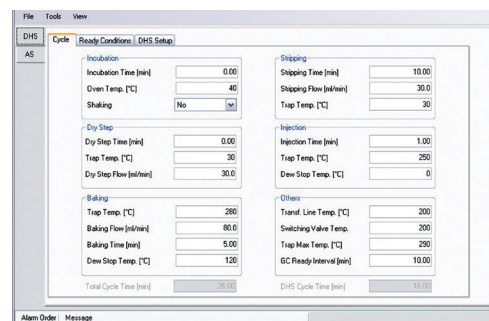 File Tools View
DHS
AS
Cycle Ready Conditions DHS Setup
Incubation
Incubation Time [min] 0.00
Oven Temp. [°C] 40
Shaking No
Stripping
Stripping Time [min] 10.00
Stripping Flow [ml/min] 30.0
Trap Temp. [°C] 30
Dry Step
Dry Step Time [min] 0.00
Trap Temp. [°C] 30
Dry Step Flow [ml/min] 30.0
Injection
Injection Time [min] 1.00
Trap Temp. [°C] 250
Dew Stop Temp. [°C] 0
Baking
Trap Temp. [°C] 280
Baking Flow [ml/min] 80.0
Baking Time [min] 5.00
Dew Stop Temp. [°C] 120
Others
Transf. Line Temp. [°C] 200
Switching Valve Temp. 200
Trap Max Temp. [°C] 290
GC Ready Interval [min] 10.00
Total Cycle Time [min] 26.00
DHS Cycle Time [min] 16.00
Alarm Order Message